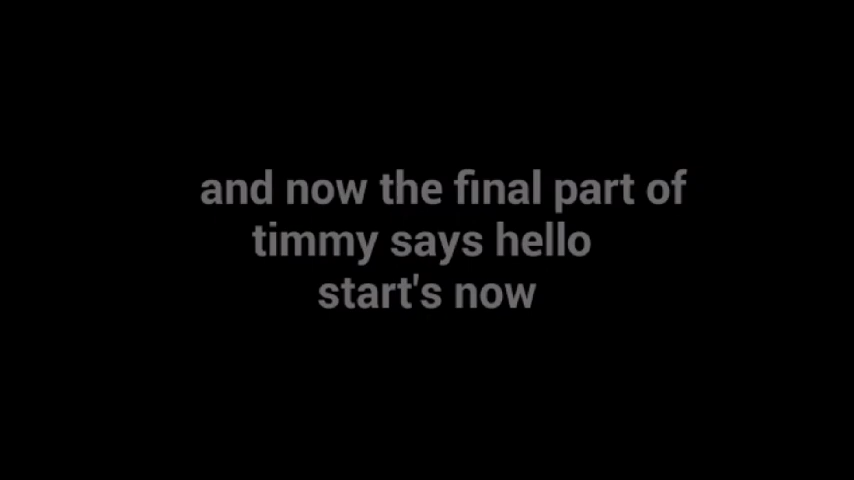 and now the final part of
timmy says hello
start's now